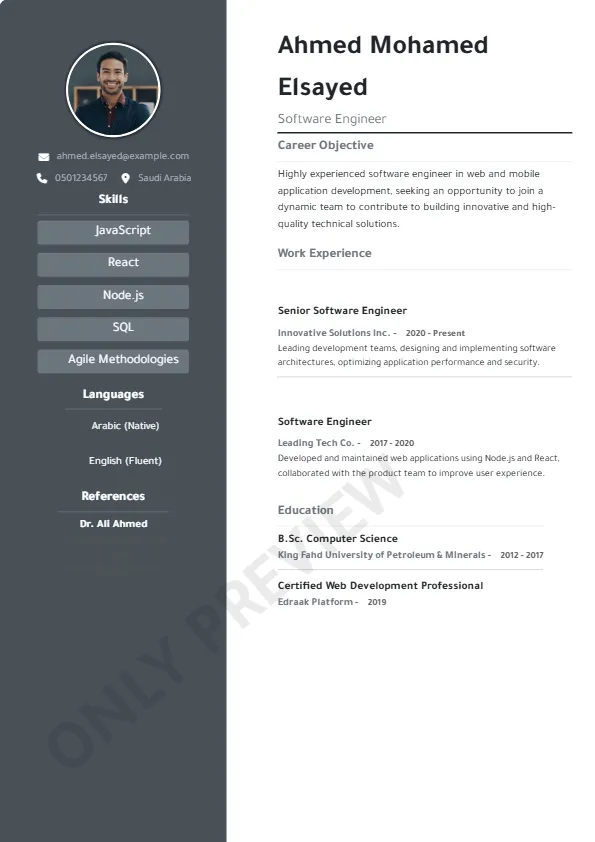 ahmed.elsayed@example.com
0501234567 Saudi Arabia
Skills
JavaScript
React
Node.js
SQL
Agile Methodologies
Languages
Arabic (Native)
English (Fluent)
References
Dr. Ali Ahmed
Ahmed Mohamed
Elsayed
Software Engineer
Career Objective
Highly experienced software engineer in web and mobile
application development, seeking an opportunity to join a
dynamic team to contribute to building innovative and high-
quality technical solutions.
Work Experience
Senior Software Engineer
Innovative Solutions Inc. - 2020 - Present
Leading development teams, designing and implementing software
architectures, optimizing application performance and security.
Software Engineer
Leading Tech Co. - 2017 - 2020
Developed and maintained web applications using Node.js and React,
collaborated with the product team to improve user experience.
Education
B.Sc. Computer Science
King Fahd University of Petroleum & Minerals - 2012 - 2017
Certified Web Development Professional
Edraak Platform - 2019
ONLY PREVIEW